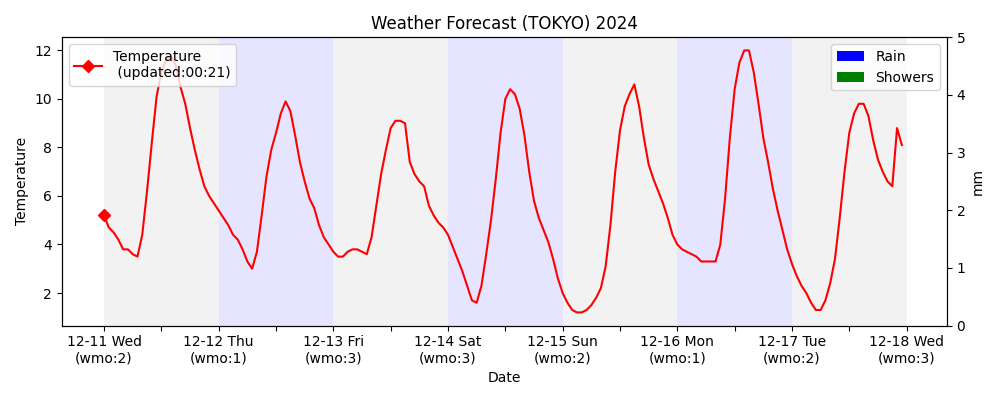 Weather Forecast (TOKYO) 2024
Temperature
(updated:00:21)
Rain
Showers
Temperature
12
10
8
6
4
2
5
4
3
2
1
0
mm
12-11 Wed
(wmo:2)
12-12 Thu
(wmo:1)
12-13 Fri
(wmo:3)
12-14 Sat
(wmo:3)
12-15 Sun
(wmo:2)
12-16 Mon
(wmo:1)
12-17 Tue
(wmo:2)
12-18 Wed
(wmo:3)
Date